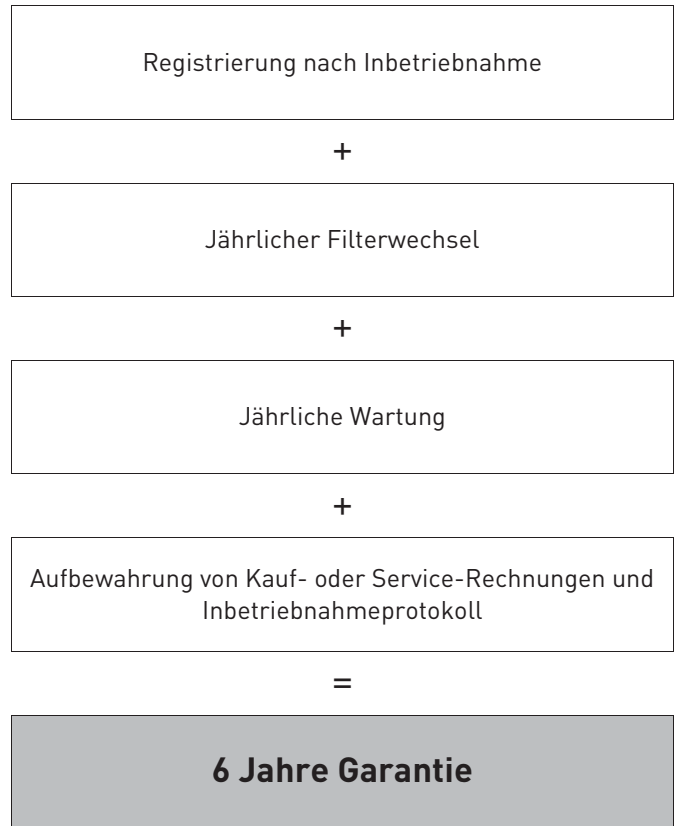 Registrierung nach Inbetriebnahme
+
Jährlicher Filterwechsel
+
Jährliche Wartung
+
Aufbewahrung von Kauf- oder Service-Rechnungen und
Inbetriebnahmeprotokoll
=
6 Jahre Garantie